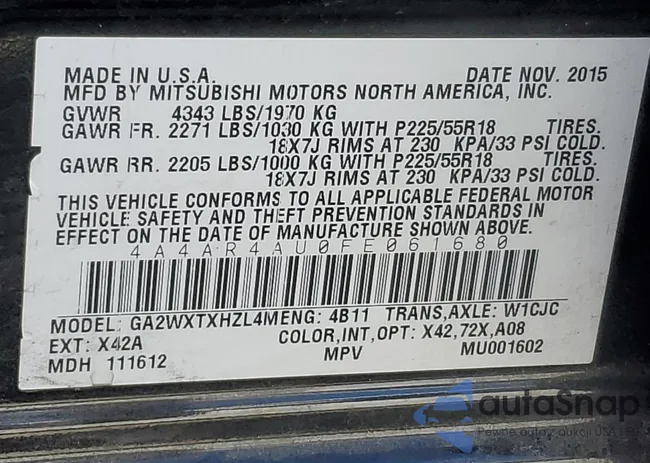 MADE IN U.S.A. DATE NOV. 2015
MFD BY MITSUBISHI MOTORS NORTH AMERICA, INC.
GVWR 4343 LBS/1970 KG
GAWR FR. 2271 LBS/1030 KG WITH P225/55R18 TIRES.
18X7J RIMS AT 230 KPA/33 PSI COLD.
GAWR RR. 2205 LBS/1000 KG WITH P225/55R18 TIRES.
18X7J RIMS AT 230 KPA/33 PSI COLD.
THIS VEHICLE CONFORMS TO ALL APPLICABLE FEDERAL MOTOR
VEHICLE SAFETY AND THEFT PREVENTION STANDARDS IN
EFFECT ON THE DATE OF MANUFACTURE SHOWN ABOVE.
4A4AR4AU0FE061680
MODEL: GA2WXTXHZL4MENG: 4B11 TRANS,AXLE: W1CJC
EXT: X42A COLOR,INT,OPT: X42,72X,A08
MDH 111612 MPV MU001602
autaSnap
Pewne auta z aukcji USA